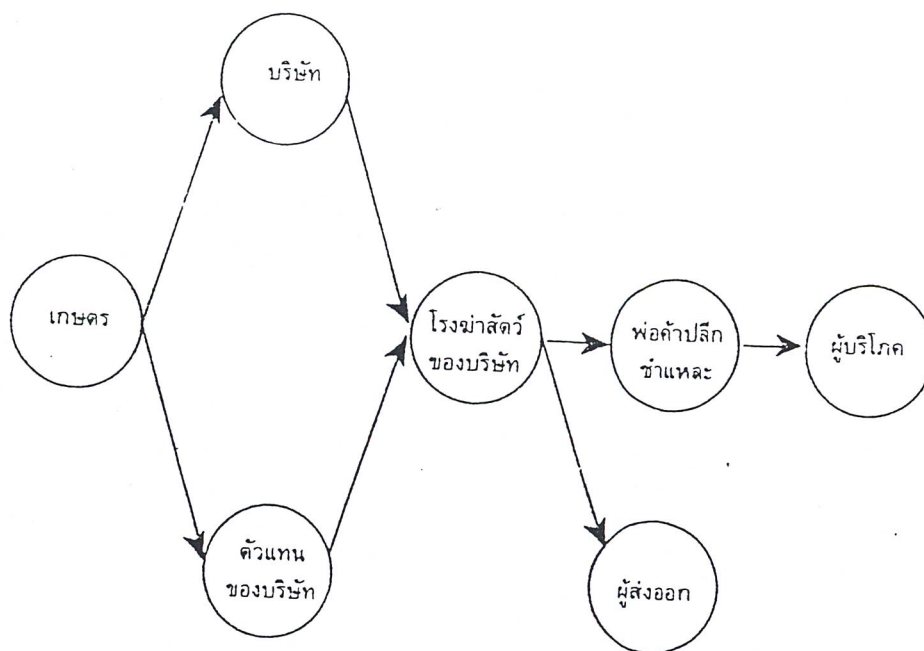 บริษัท
เกษตร
โรงฆ่าสัตว์
ของบริษัท
พ่อค้าปลีก
ชำแหละ
ผู้บริโภค
ตัวแทน
ของบริษัท
ผู้ส่งออก